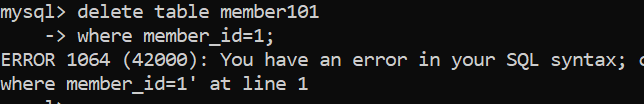 mysql> delete table member101
-> where member_id=1;
ERROR 1064 (42000): You have an error in your SQL syntax;
where member_id=1' at line 1